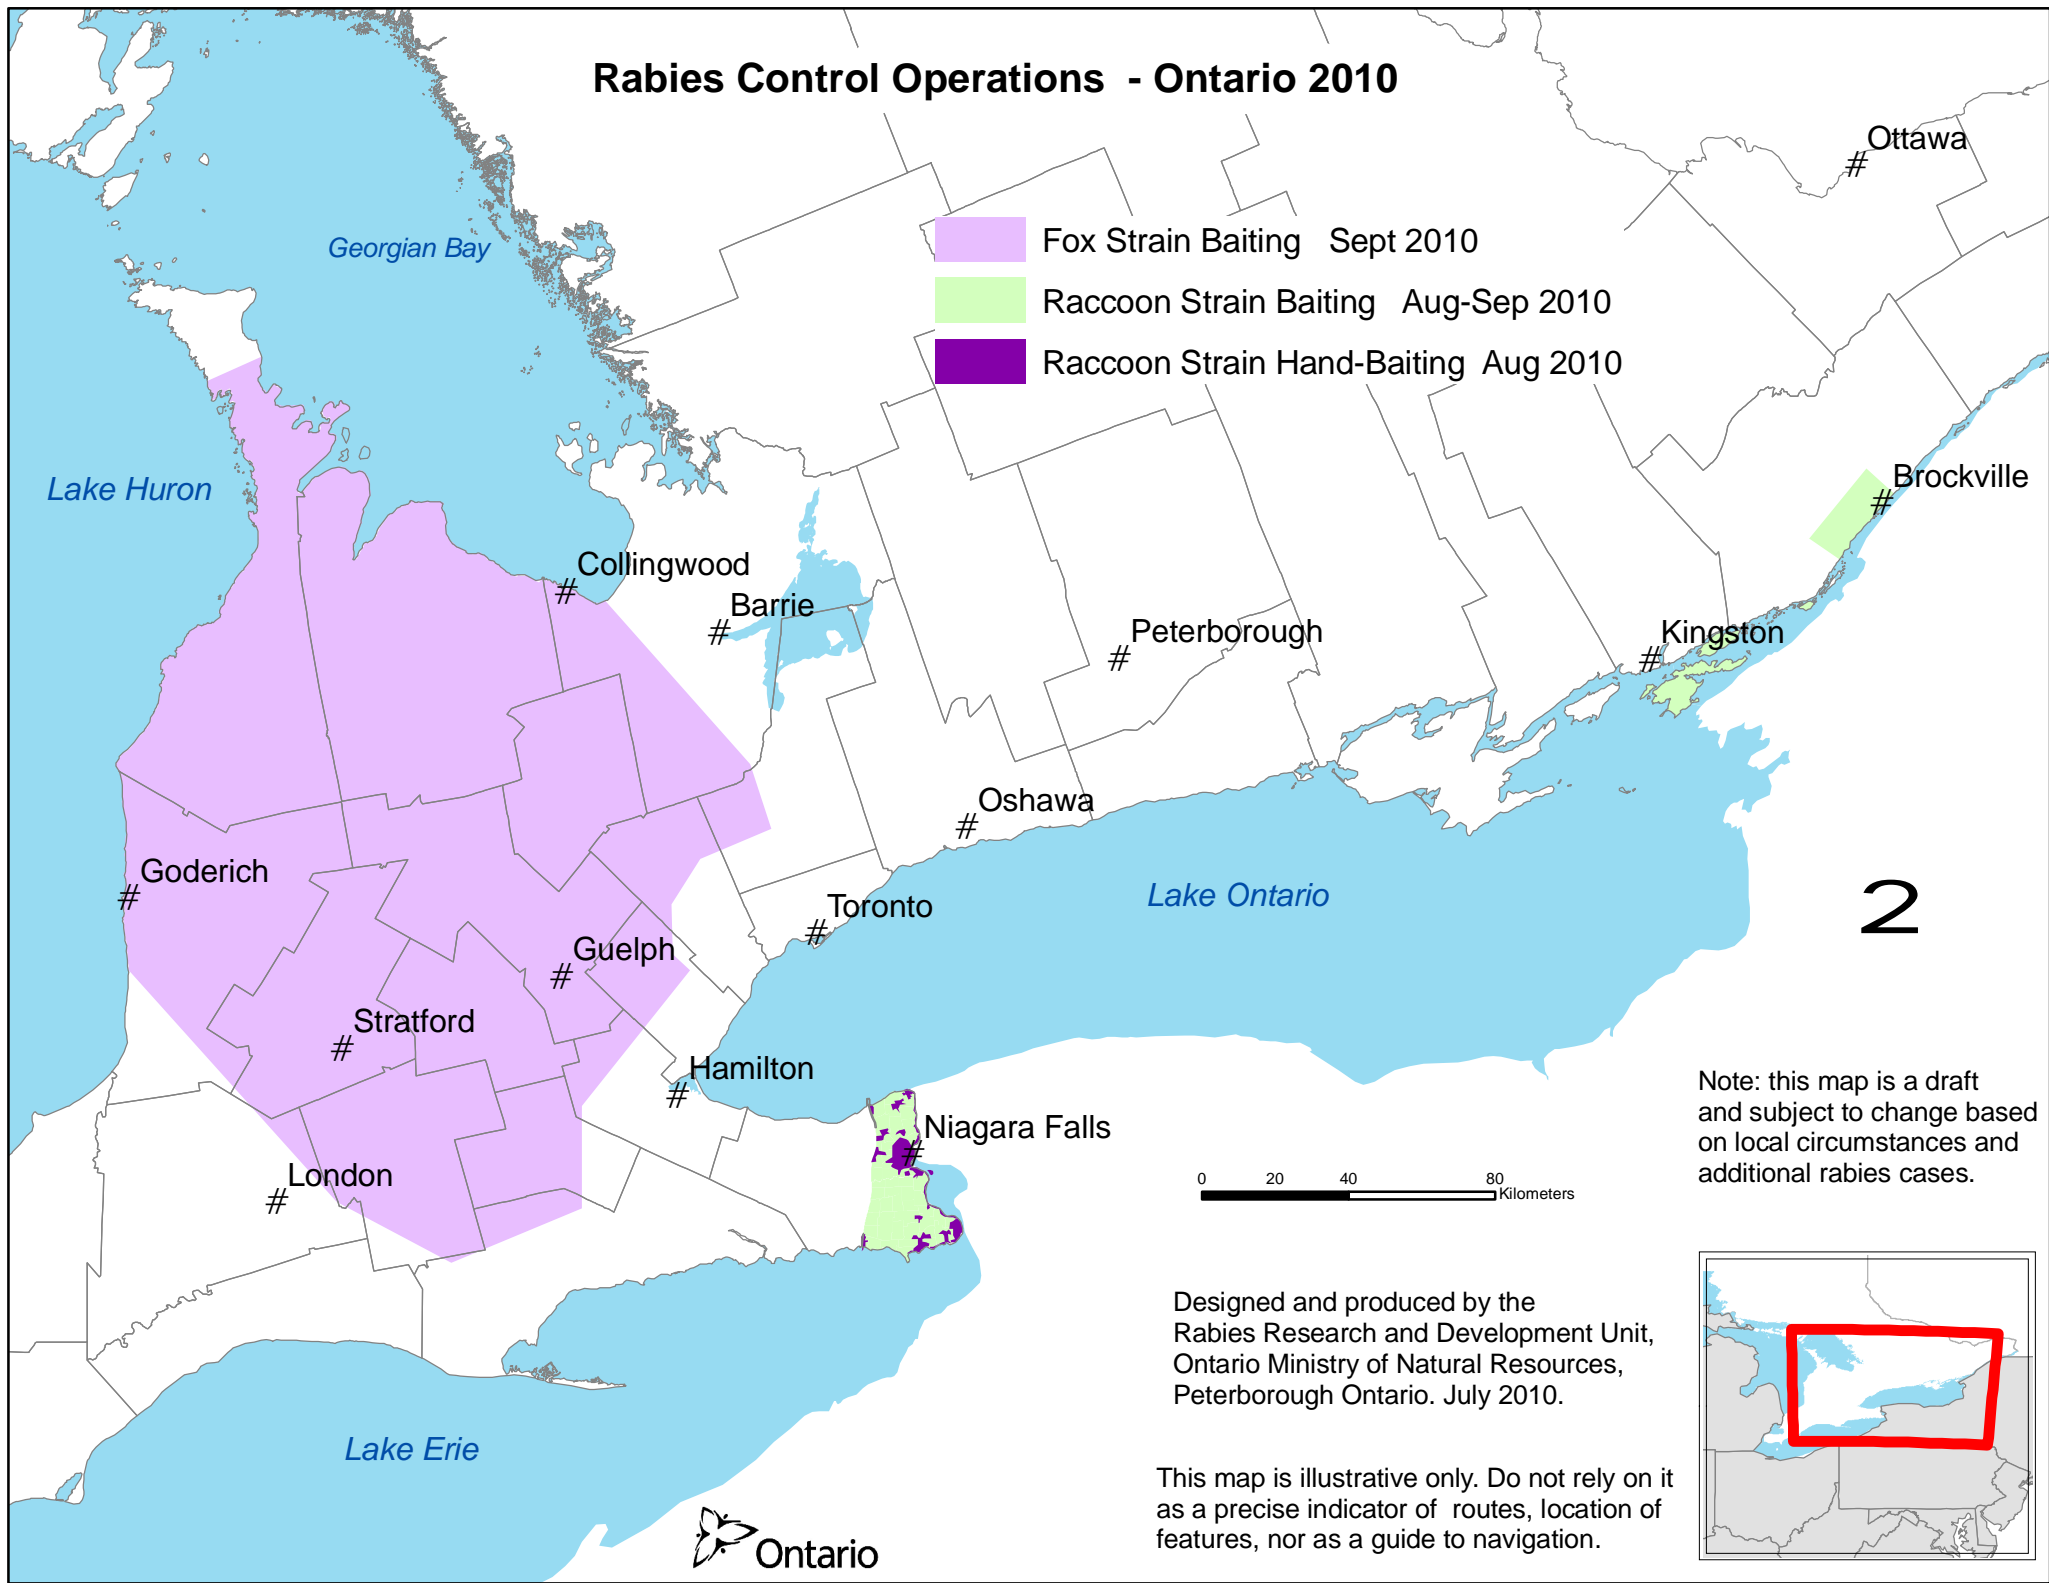 Rabies Control Operations - Ontario 2010
Ottawa
#
Georgian Bay
Fox Strain Baiting Sept 2010
Raccoon Strain Baiting Aug-Sep 2010
Raccoon Strain Hand-Baiting Aug 2010
Lake Huron
Brockville
#
Collingwood
#
Barrie
#
Peterborough
#
Kingston
#
Oshawa
#
Goderich
#
Toronto
#
Lake Ontario
2
Guelph
#
Stratford
#
Hamilton
#
Niagara Falls
#
London
#
Note: this map is a draft
and subject to change based
on local circumstances and
additional rabies cases.
0 20 40 80
Kilometers
Designed and produced by the
Rabies Research and Development Unit,
Ontario Ministry of Natural Resources,
Peterborough Ontario. July 2010.
Lake Erie
This map is illustrative only. Do not rely on it
as a precise indicator of routes, location of
features, nor as a guide to navigation.
Ontario